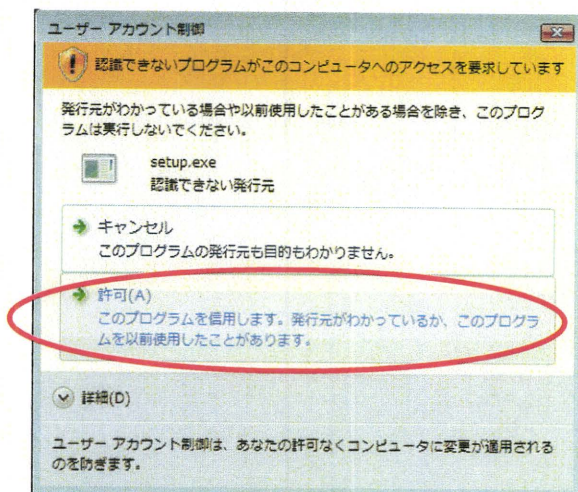 ユーザー アカウント制御
認識できないプログラムがこのコンピュータへのアクセスを要求しています
発行元がわかっている場合や以前使用したことがある場合を除き、このプログ
ラムは実行しないでください。
setup.exe
認識できない発行元
キャンセル
このプログラムの発行元も目的もわかりません。
許可(A)
このプログラムを信用します。発行元がわかっているか、このプログラ
ムを以前使用したことがあります。
詳細(D)
ユーザー アカウント制御は、あなたの許可なくコンピュータに変更が適用される
のを防ぎます。